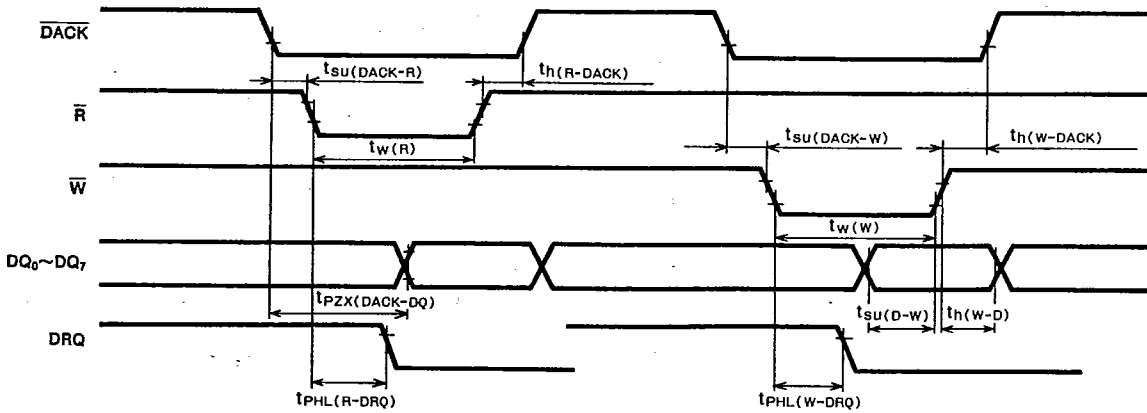 D̅A̅C̅K̅
tsu(DACK-R)
th(R-DACK)
R̅
tw(R)
tsu(DACK-W)
th(W-DACK)
W̅
tw(W)
DQ₀~DQ₇
tPZX(DACK-DQ)
tsu(D-W)
th(W-D)
DRQ
tPHL(R-DRQ)
tPHL(W-DRQ)